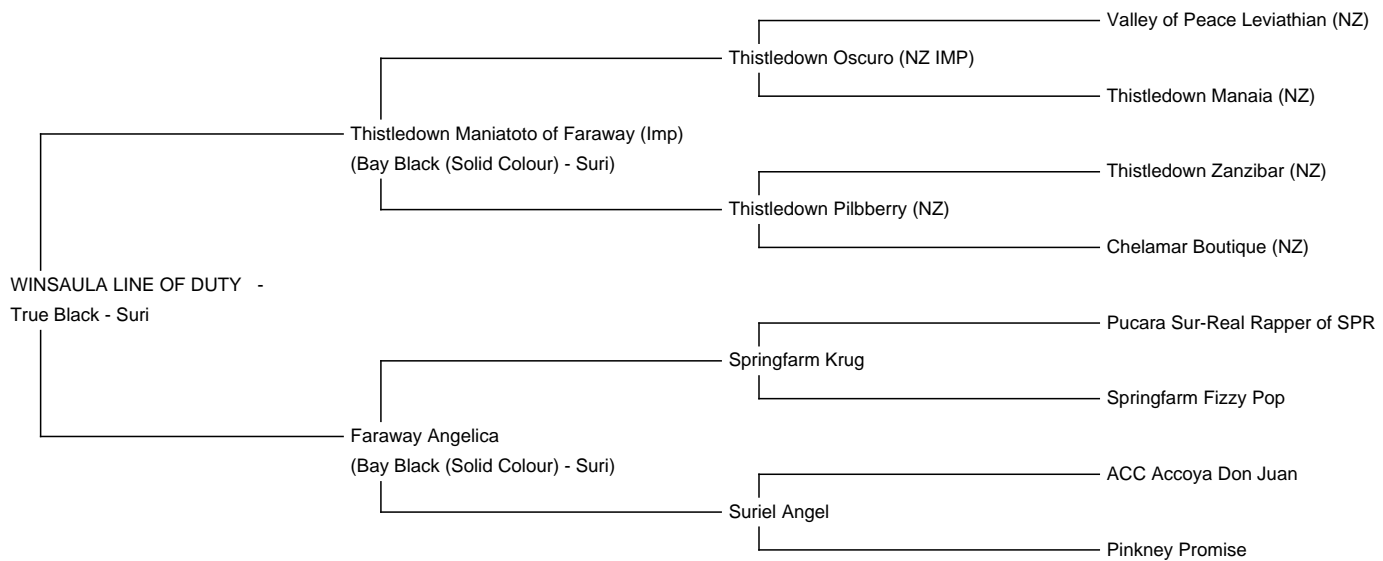 Valley of Peace Leviathian (NZ)
Thistledown Oscuro (NZ IMP)
Thistledown Manaia (NZ)
Thistledown Maniatoto of Faraway (Imp)
(Bay Black (Solid Colour) - Suri)
Thistledown Zanzibar (NZ)
Thistledown Pilbberry (NZ)
Chelamar Boutique (NZ)
WINSAULA LINE OF DUTY -
True Black - Suri
Pucara Sur-Real Rapper of SPR
Springfarm Krug
Springfarm Fizzy Pop
Faraway Angelica
(Bay Black (Solid Colour) - Suri)
ACC Accoya Don Juan
Suriel Angel
Pinkney Promise